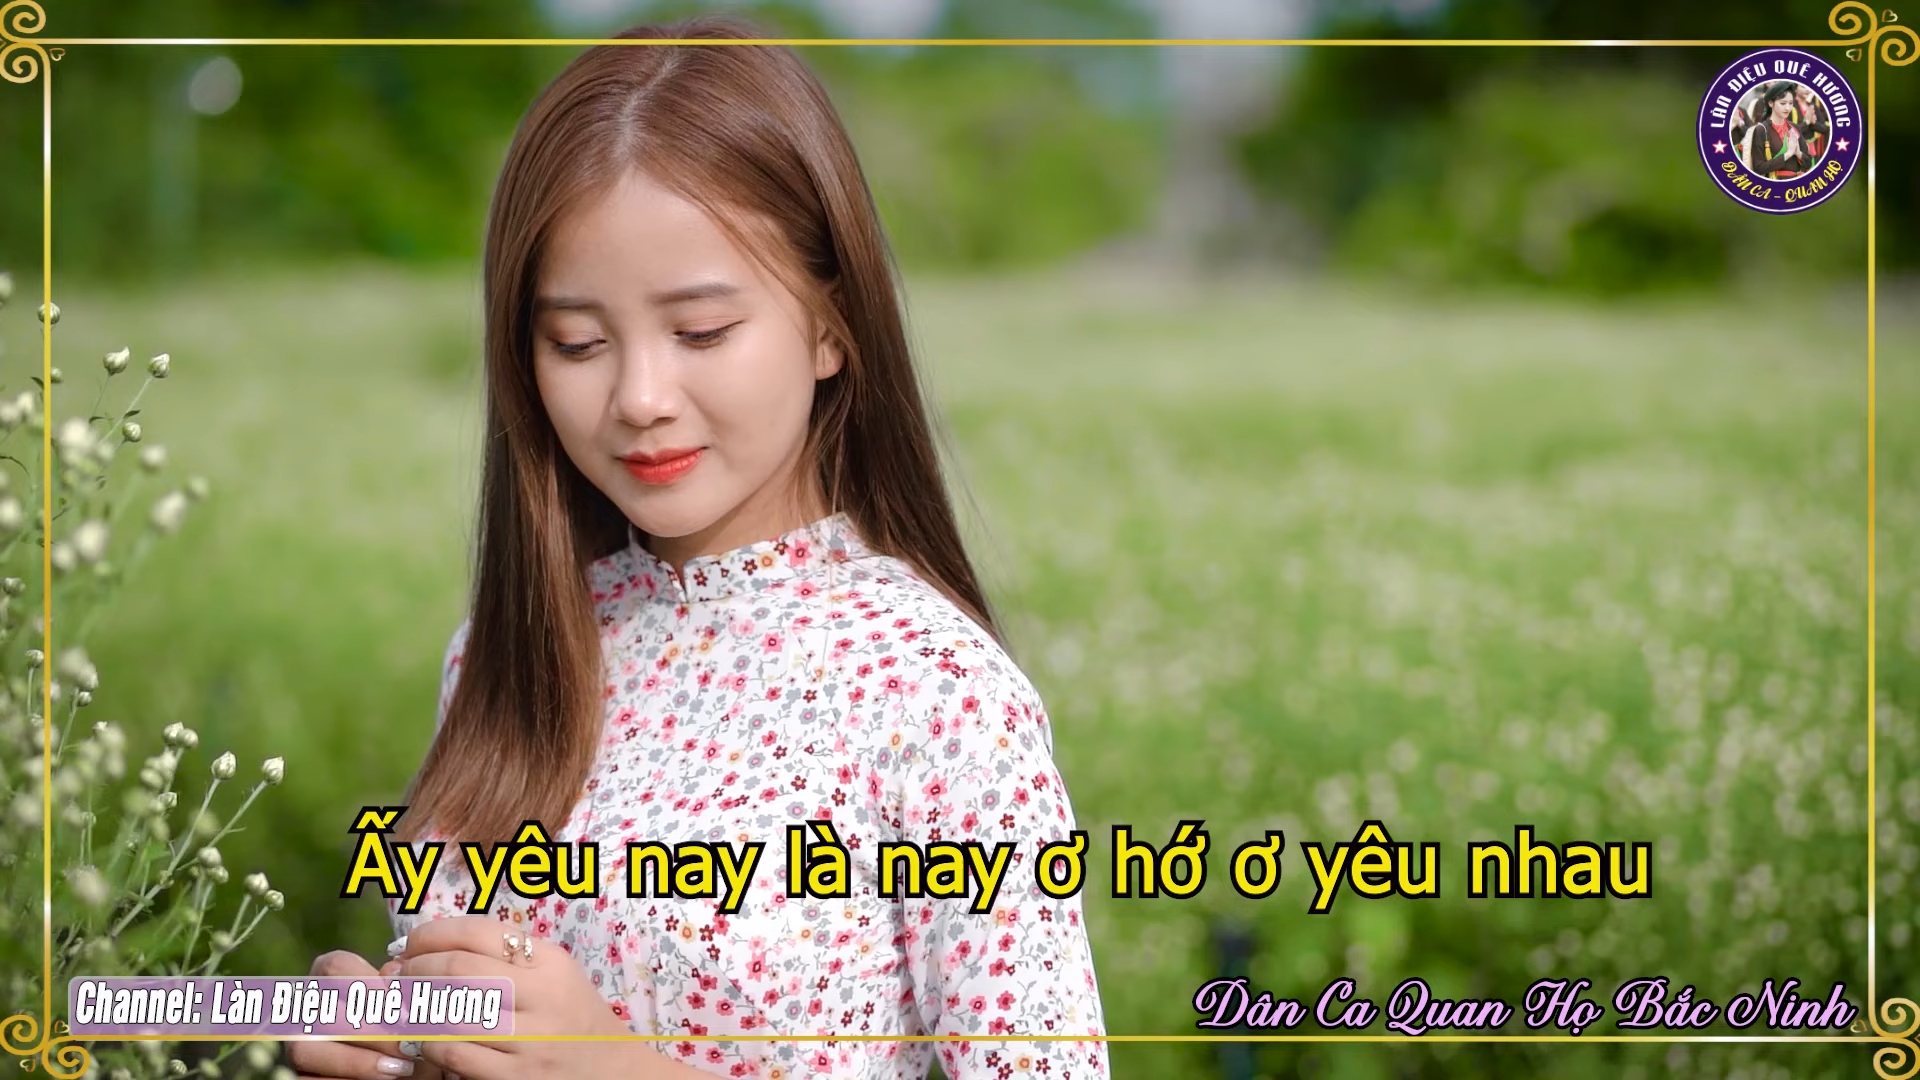 LÀN ĐIỆU QUÊ HƯƠNG
DÂN CA - QUAN HỌ
Ấy yêu nay là nay ơ hớ ơ yêu nhau
Channel: Làn Điệu Quê Hương
Dân Ca Quan Họ Bắc Ninh